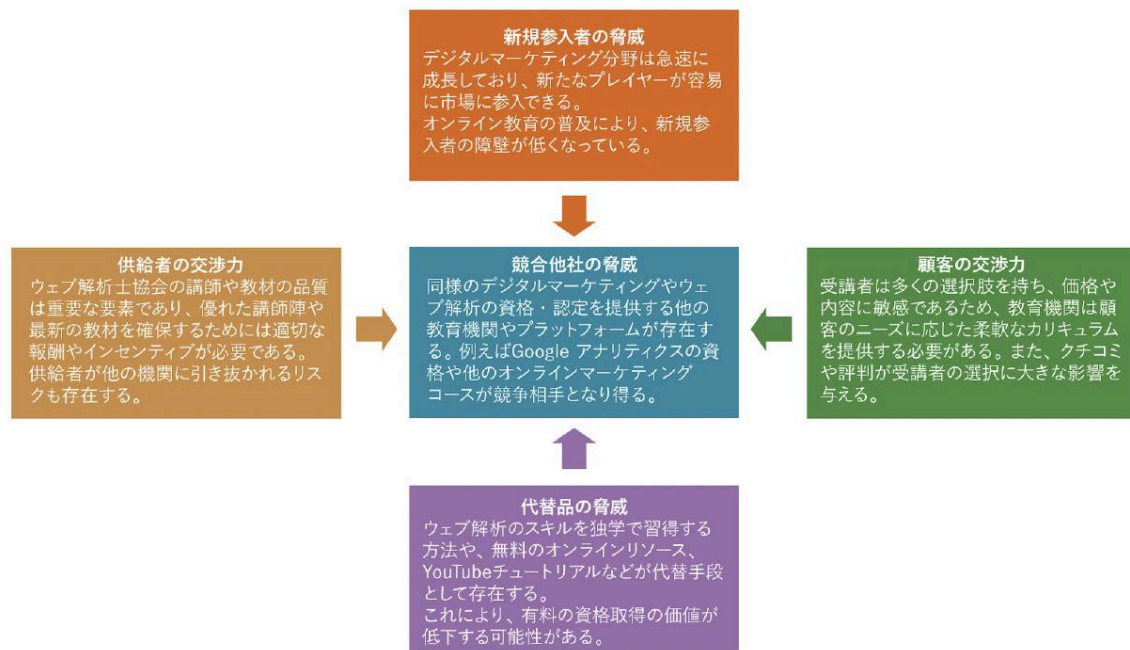 新規参入者の脅威
デジタルマーケティング分野は急速に
成長しており、新たなプレイヤーが容易
に市場に参入できる。
オンライン教育の普及により、新規参
入者の障壁が低くなっている。
供給者の交渉力
ウェブ解析士協会の講師や教材の品質
は重要な要素であり、優れた講師陣や
最新の教材を確保するためには適切な
報酬やインセンティブが必要である。
供給者が他の機関に引き抜かれるリス
クも存在する。
競合他社の脅威
同様のデジタルマーケティングやウェ
ブ解析の資格・認定を提供する他の
教育機関やプラットフォームが存在す
る。例えばGoogle アナリティクスの資
格や他のオンラインマーケティング
コースが競争相手となり得る。
顧客の交渉力
受講者は多くの選択肢を持ち、価格や
内容に敏感であるため、教育機関は顧
客のニーズに応じた柔軟なカリキュラム
を提供する必要がある。また、クチコミ
や評判が受講者の選択に大きな影響を
与える。
代替品の脅威
ウェブ解析のスキルを独学で習得する
方法や、無料のオンラインリソース、
YouTubeチュートリアルなどが代替手段
として存在する。
これにより、有料の資格取得の価値が
低下する可能性がある。